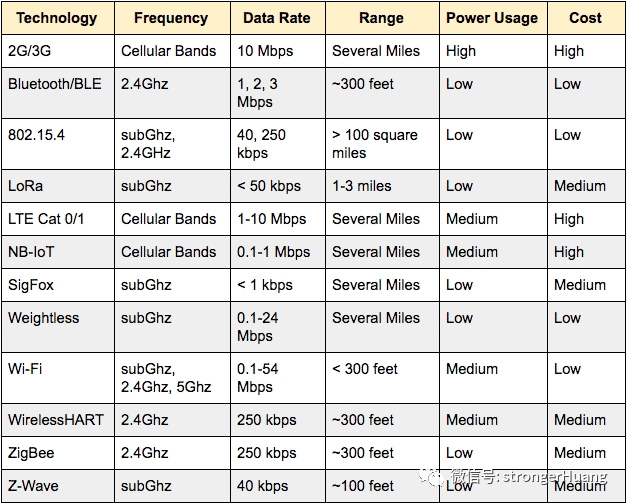 Technology Frequency Data Rate Range Power Usage Cost
2G/3G Cellular Bands 10 Mbps Several Miles High High
Bluetooth/BLE 2.4Ghz 1, 2, 3 Mbps ~300 feet Low Low
802.15.4 subGhz, 2.4GHz 40, 250 kbps > 100 square miles Low Low
LoRa subGhz < 50 kbps 1-3 miles Low Medium
LTE Cat 0/1 Cellular Bands 1-10 Mbps Several Miles Medium High
NB-IoT Cellular Bands 0.1-1 Mbps Several Miles Medium High
SigFox subGhz < 1 kbps Several Miles Low Medium
Weightless subGhz 0.1-24 Mbps Several Miles Low Low
Wi-Fi subGhz, 2.4Ghz, 5Ghz 0.1-54 Mbps < 300 feet Medium Low
WirelessHART 2.4Ghz 250 kbps ~300 feet Medium Medium
ZigBee 2.4Ghz 250 kbps ~300 feet Low Medium
Z-Wave subGhz 40 kbps ~100 feet Low Medium
微信号: strongerHuang